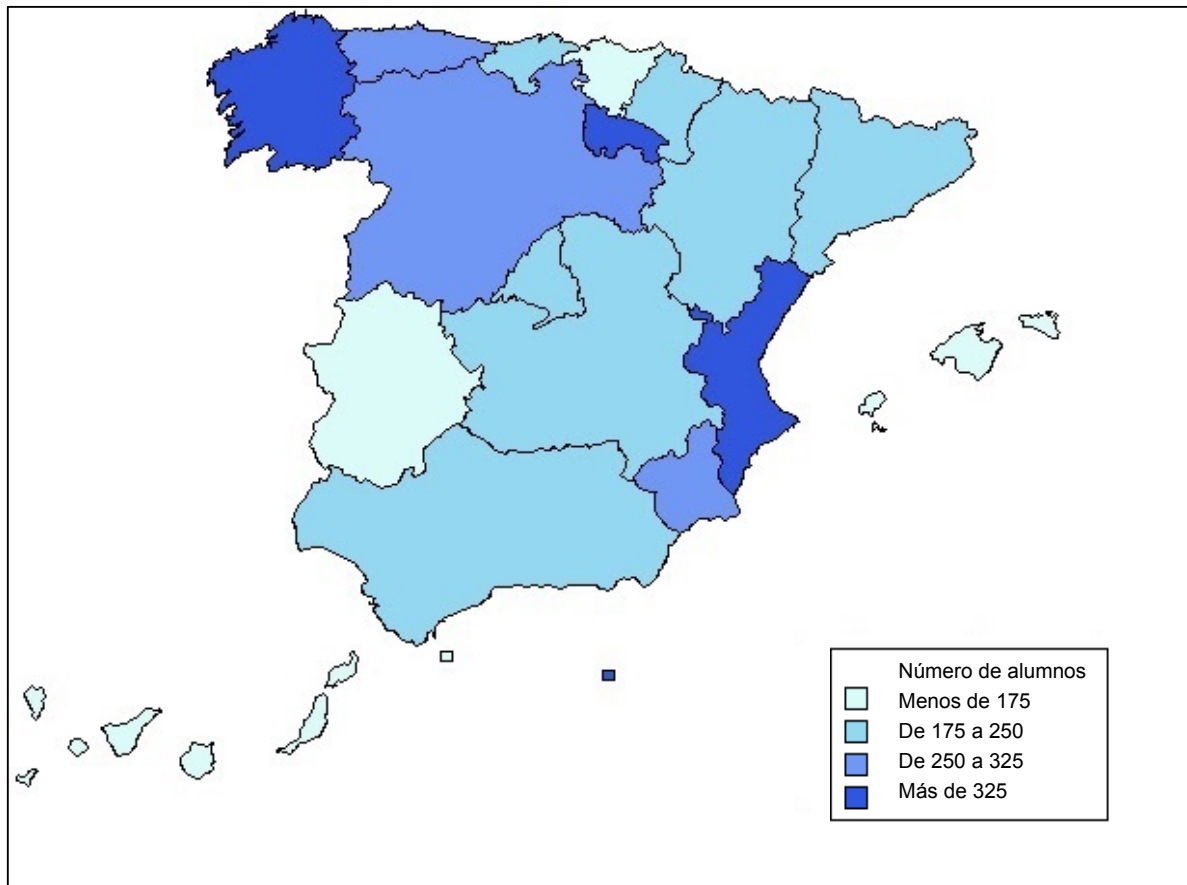 Número de alumnos
Menos de 175
De 175 a 250
De 250 a 325
Más de 325